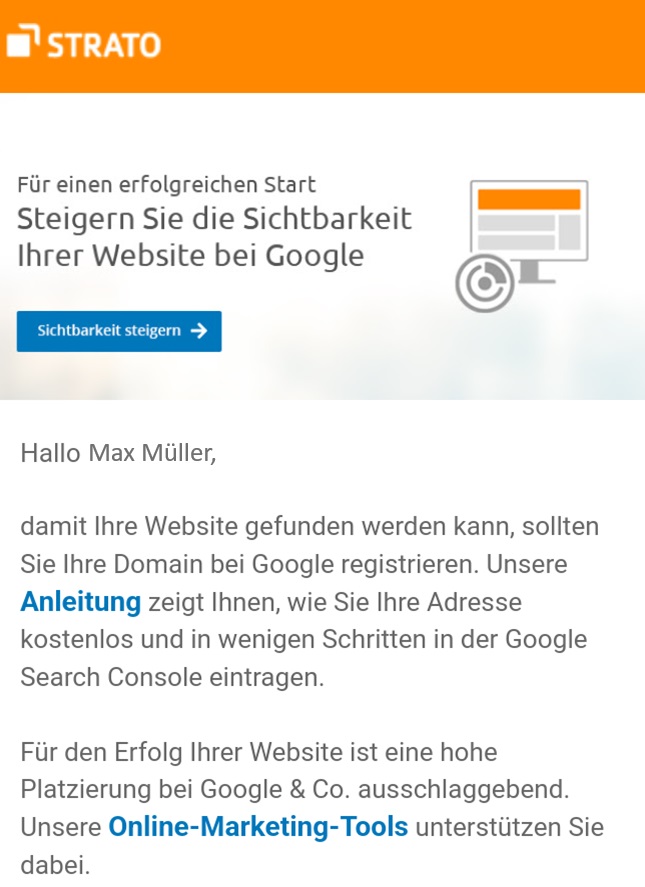 STRATO
Für einen erfolgreichen Start
Steigern Sie die Sichtbarkeit
Ihrer Website bei Google
Sichtbarkeit steigern →
Hallo Max Müller,
damit Ihre Website gefunden werden kann, sollten
Sie Ihre Domain bei Google registrieren. Unsere
Anleitung zeigt Ihnen, wie Sie Ihre Adresse
kostenlos und in wenigen Schritten in der Google
Search Console eintragen.
Für den Erfolg Ihrer Website ist eine hohe
Platzierung bei Google & Co. ausschlaggebend.
Unsere Online-Marketing-Tools unterstützen Sie
dabei.